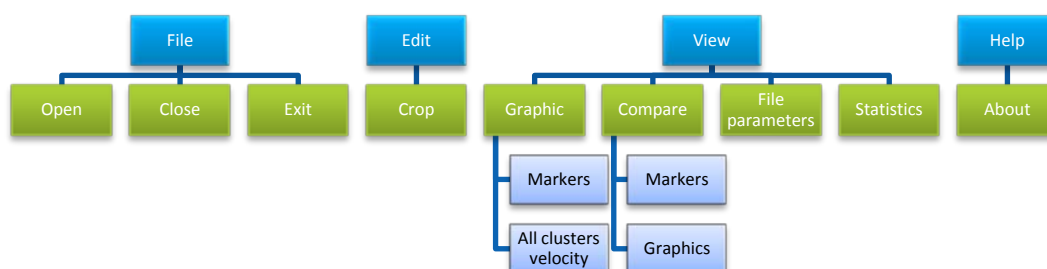 File Edit View Help
Open Close Exit Crop Graphic Compare File parameters Statistics About
Markers Markers
All clusters velocity Graphics